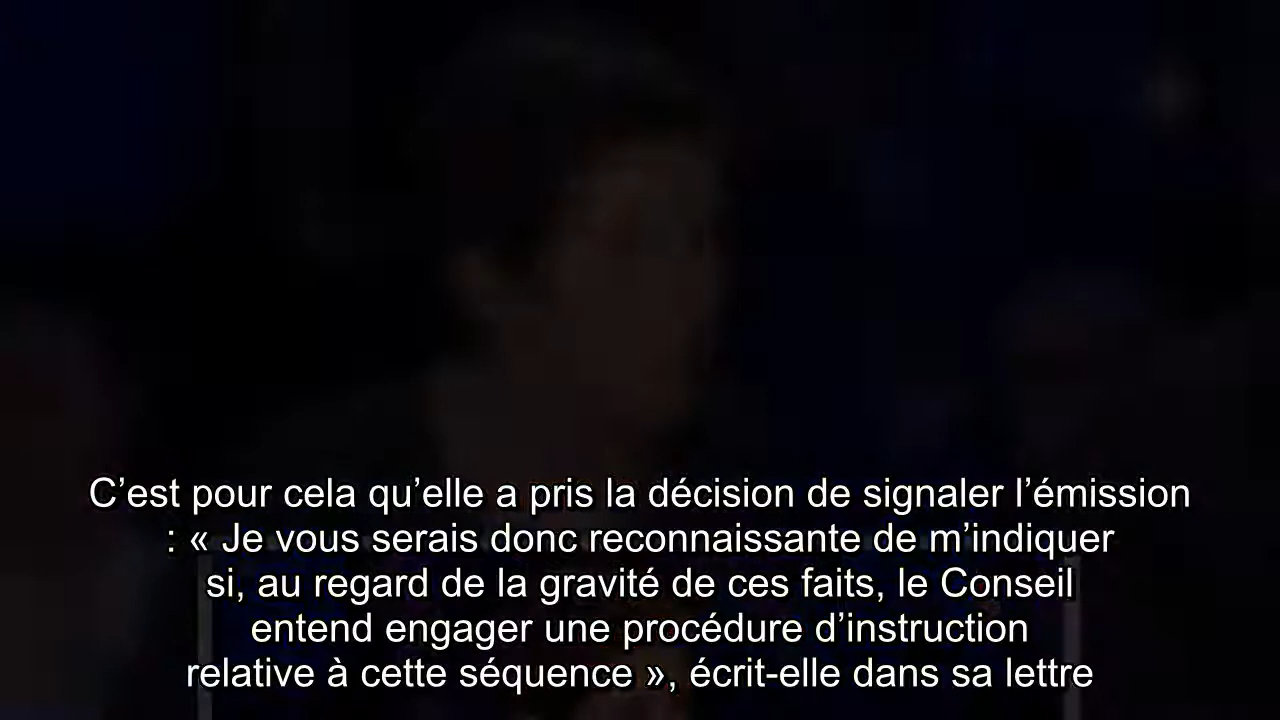 C’est pour cela qu’elle a pris la décision de signaler l’émission
: « Je vous serais donc reconnaissante de m’indiquer
si, au regard de la gravité de ces faits, le Conseil
entend engager une procédure d’instruction
relative à cette séquence », écrit-elle dans sa lettre